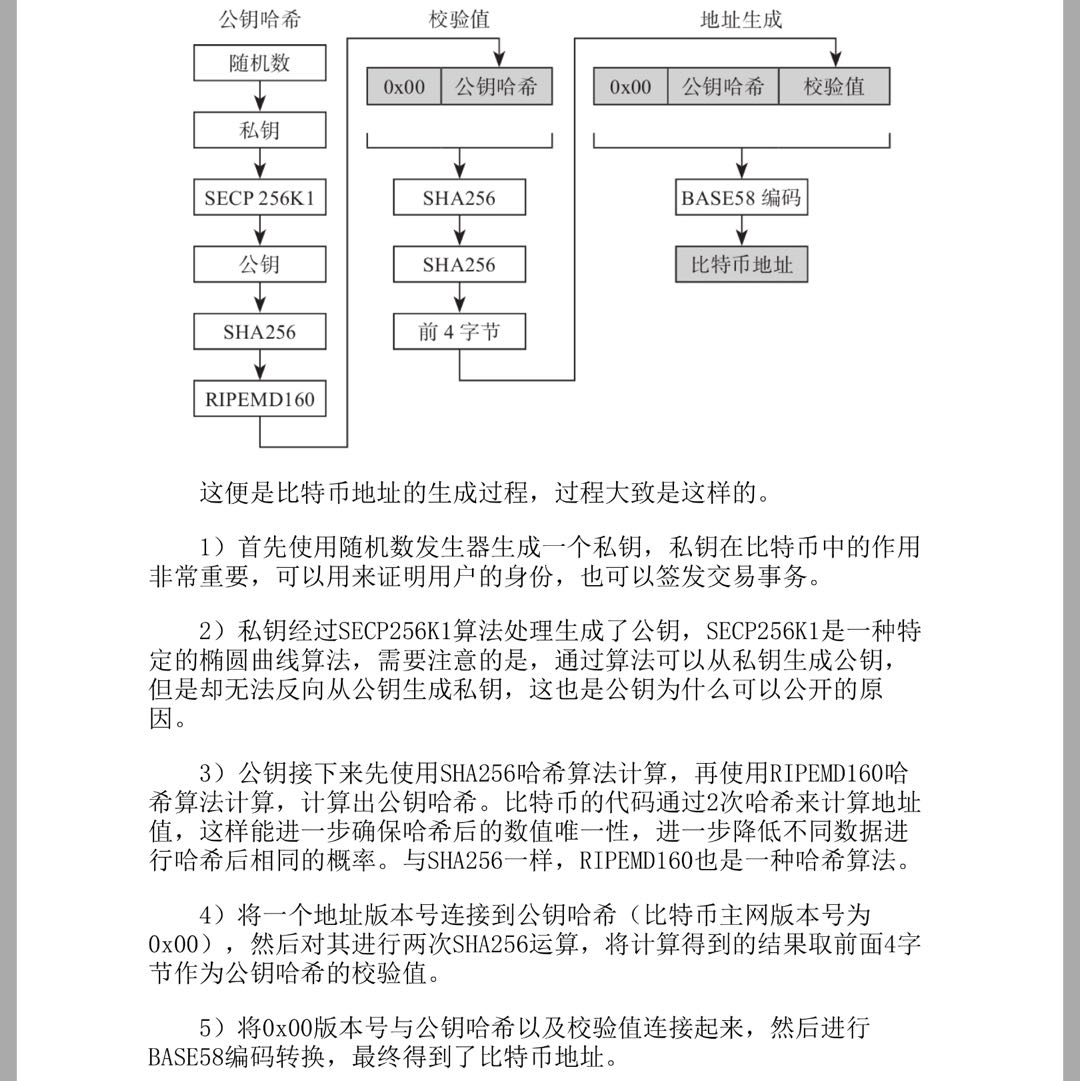 公钥哈希
随机数
私钥
SECP 256K1
公钥
SHA256
RIPEMD160
校验值
0x00 公钥哈希
SHA256
SHA256
前 4 字节
地址生成
0x00 公钥哈希 校验值
BASE58 编码
比特币地址
这便是比特币地址的生成过程，过程大致是这样的。
1）首先使用随机数发生器生成一个私钥，私钥在比特币中的作用
非常重要，可以用来证明用户的身份，也可以签发交易事务。
2）私钥经过SECP256K1算法处理生成了公钥，SECP256K1是一种特
定的椭圆曲线算法，需要注意的是，通过算法可以从私钥生成公钥，
但是却无法反向从公钥生成私钥，这也是公钥为什么可以公开的原
因。
3）公钥接下来先使用SHA256哈希算法计算，再使用RIPEMD160哈
希算法计算，计算出公钥哈希。比特币的代码通过2次哈希来计算地址
值，这样能进一步确保哈希后的数值唯一性，进一步降低不同数据进
行哈希后相同的概率。与SHA256一样，RIPEMD160也是一种哈希算法。
4）将一个地址版本号连接到公钥哈希（比特币主网版本号为
0x00），然后对其进行两次SHA256运算，将计算得到的结果取前面4字
节作为公钥哈希的校验值。
5）将0x00版本号与公钥哈希以及校验值连接起来，然后进行
BASE58编码转换，最终得到了比特币地址。